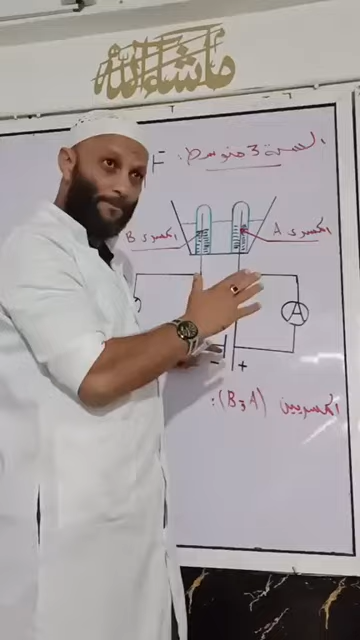 ماشاء الله
السنة 3 متوسط: F
المسرى A
المسرى B
A
- +
المسريين (A و B):